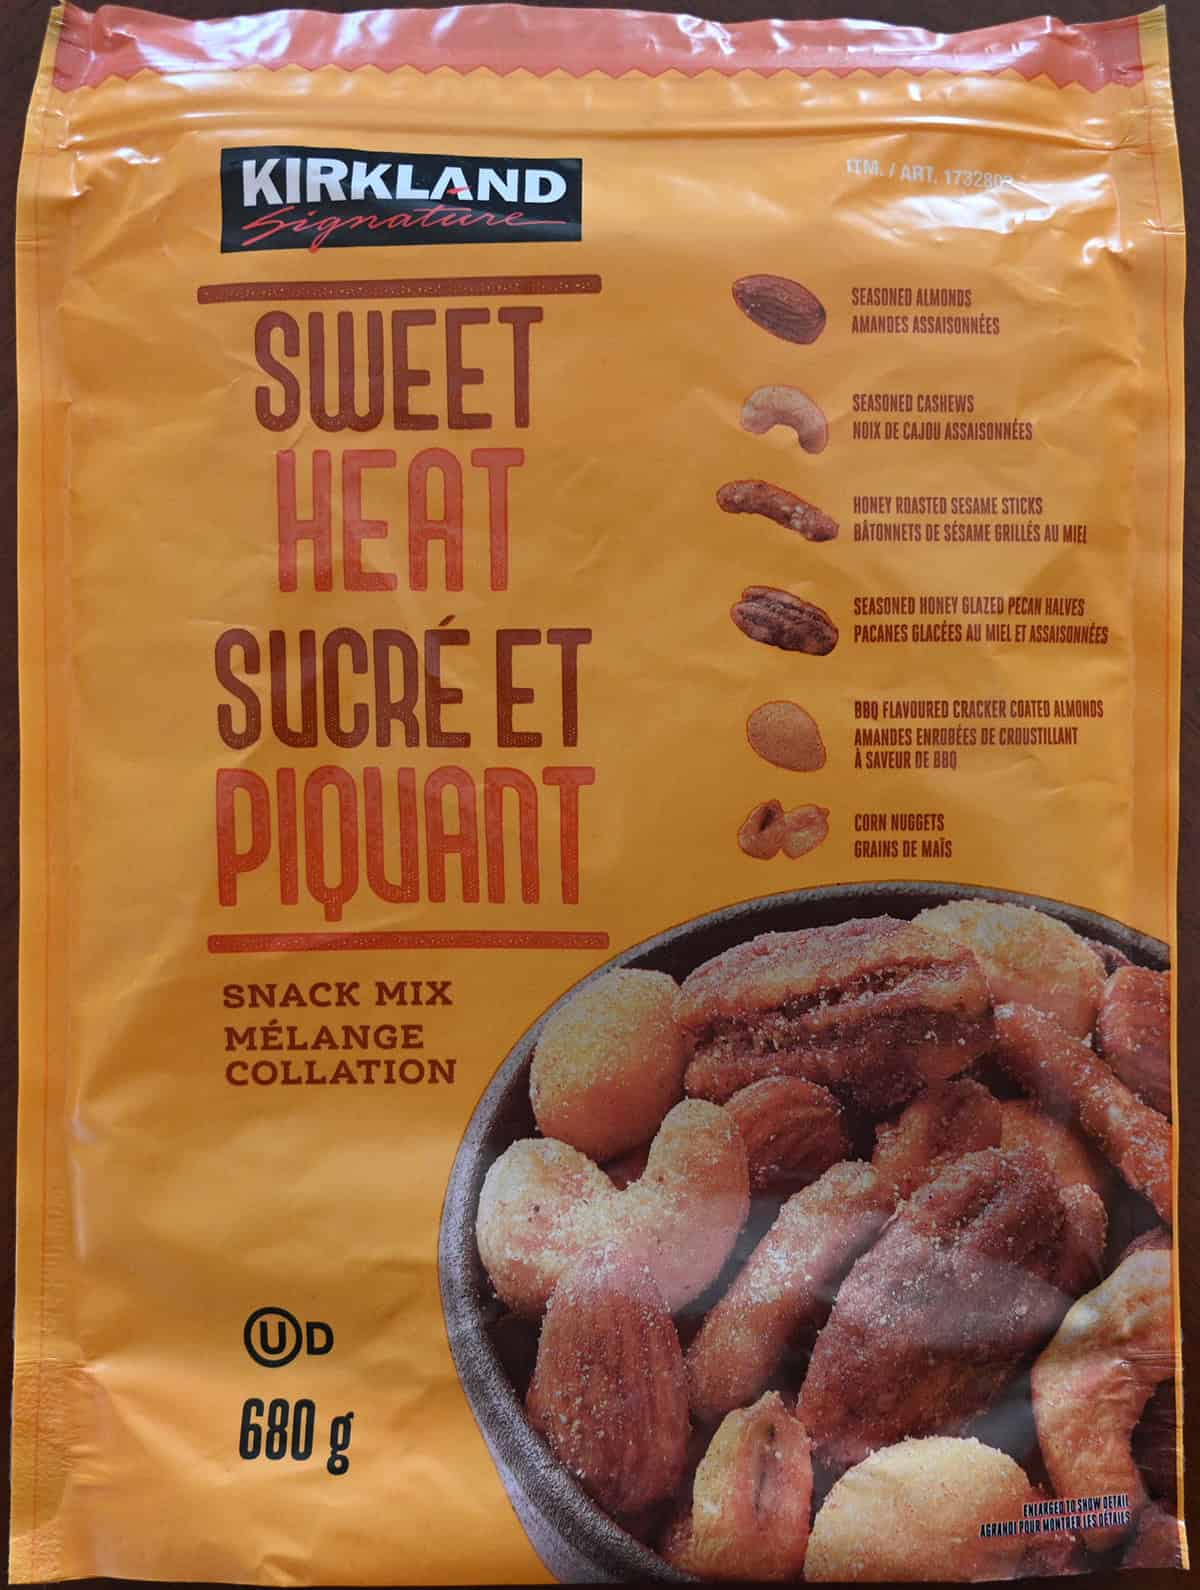 KIRKLAND
Signature
ITM. / ART.
SWEET
HEAT
SUCRÉ ET
PIQUANT
SNACK MIX
MÉLANGE
COLLATION
SEASONED ALMONDS
AMANDES ASSAISONNÉES
SEASONED CASHEWS
NOIX DE CAJOU ASSAISONNÉES
HONEY ROASTED SESAME STICKS
BÂTONNETS DE SÉSAME GRILLÉS AU MIEL
SEASONED HONEY GLAZED PECAN HALVES
PACANES GLACÉES AU MIEL ET ASSAISONNÉES
BBQ FLAVOURED CRACKER COATED ALMONDS
AMANDES ENROBÉES DE CROUSTILLANT
À SAVEUR DE BBQ
CORN NUGGETS
GRAINS DE MAÏS
U D
680 g
ENLARGED TO SHOW DETAIL
AGRANDI POUR MONTRER LES DÉTAILS